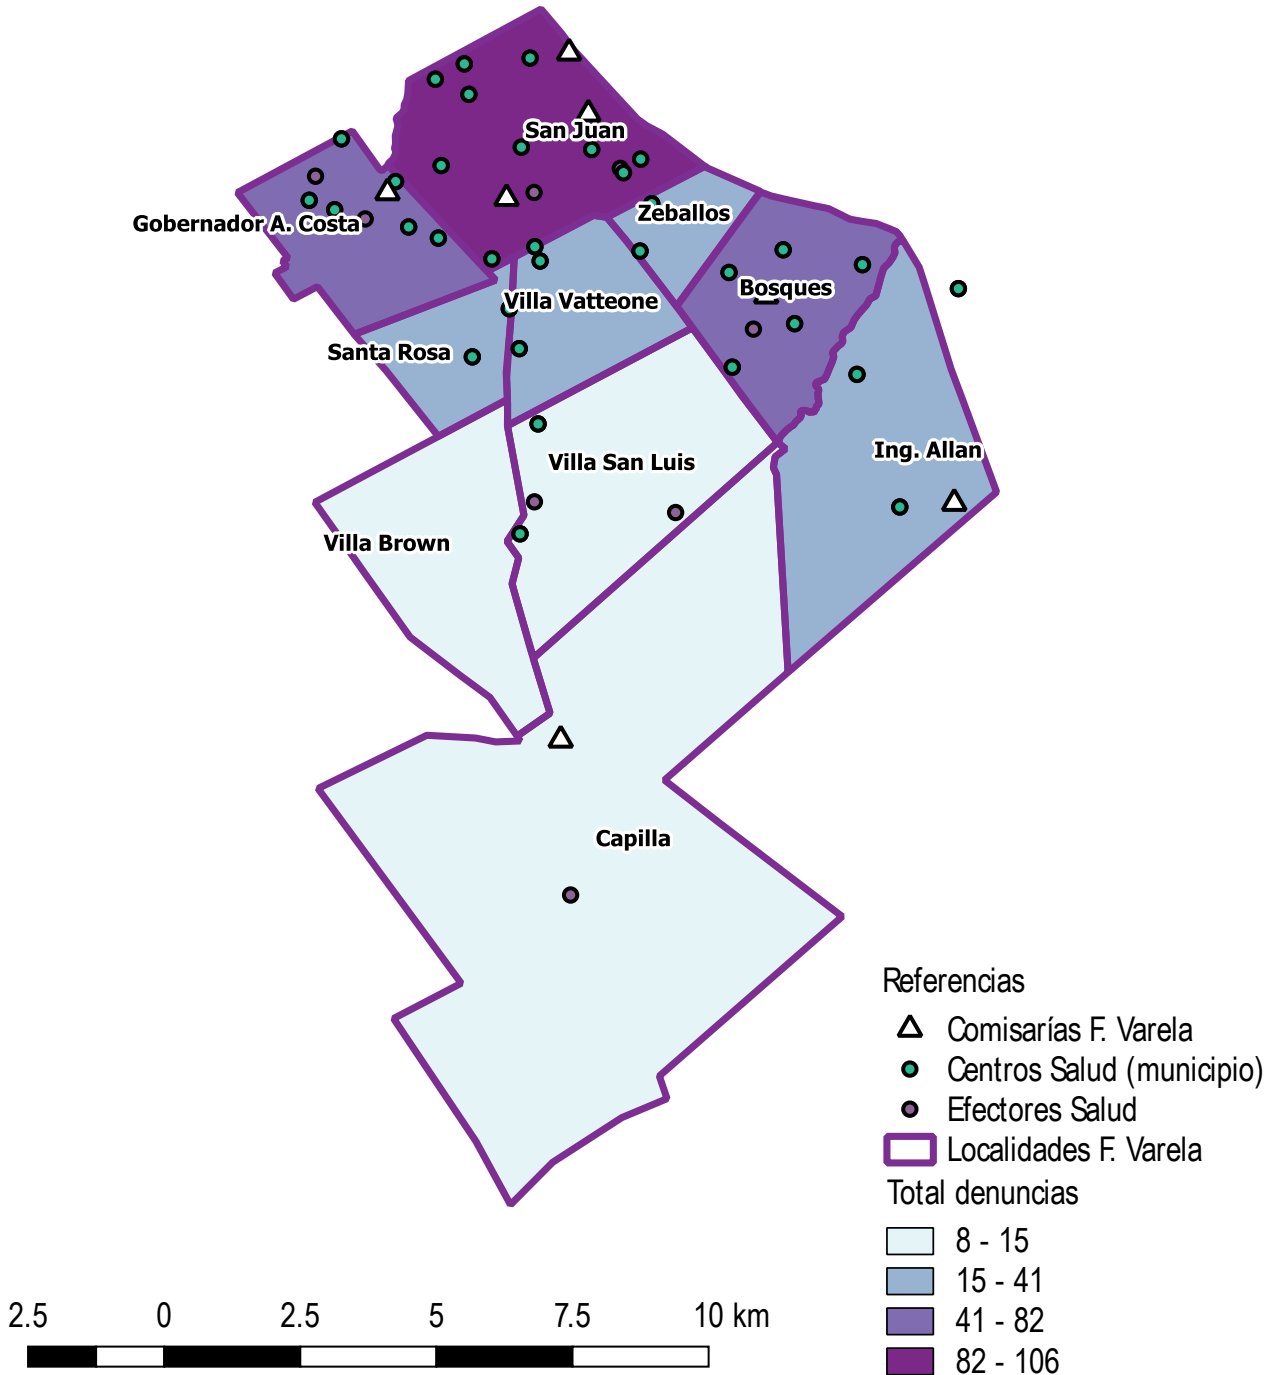 San Juan
Zeballos
Gobernador A. Costa
Bosques
Villa Vatteone
Santa Rosa
Ing. Allan
Villa San Luis
Villa Brown
Capilla
Referencias
Comisarías F. Varela
Centros Salud (municipio)
Efectores Salud
Localidades F. Varela
Total denuncias
8 - 15
15 - 41
41 - 82
82 - 106
2.5 0 2.5 5 7.5 10 km